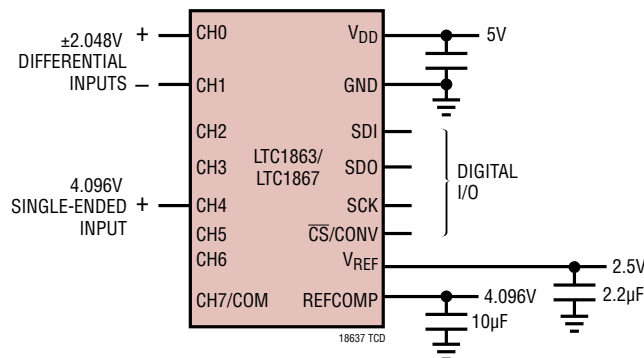 ±2.048V
DIFFERENTIAL
INPUTS
+
–
4.096V
SINGLE-ENDED
INPUT
+
CH0
CH1
CH2
CH3
CH4
CH5
CH6
CH7/COM
LTC1863/
LTC1867
VDD
GND
SDI
SDO
SCK
C̅S̅/CONV
VREF
REFCOMP
5V
DIGITAL
I/O
2.5V
2.2µF
4.096V
10µF
18637 TCD